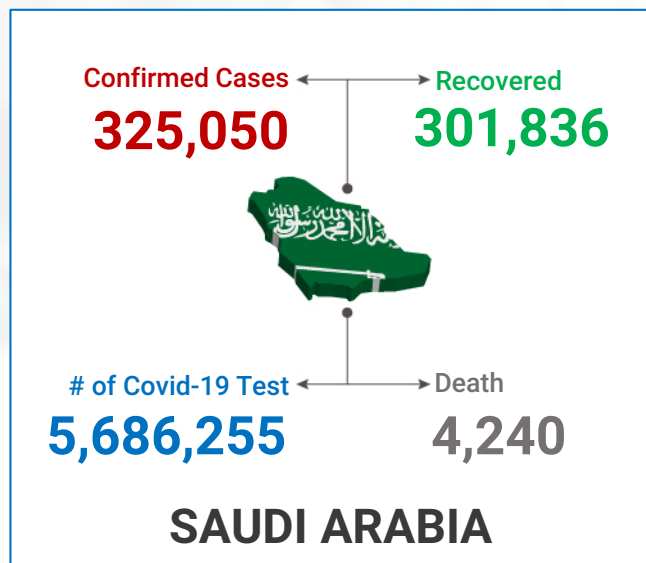 Confirmed Cases
325,050
Recovered
301,836
# of Covid-19 Test
5,686,255
Death
4,240
SAUDI ARABIA